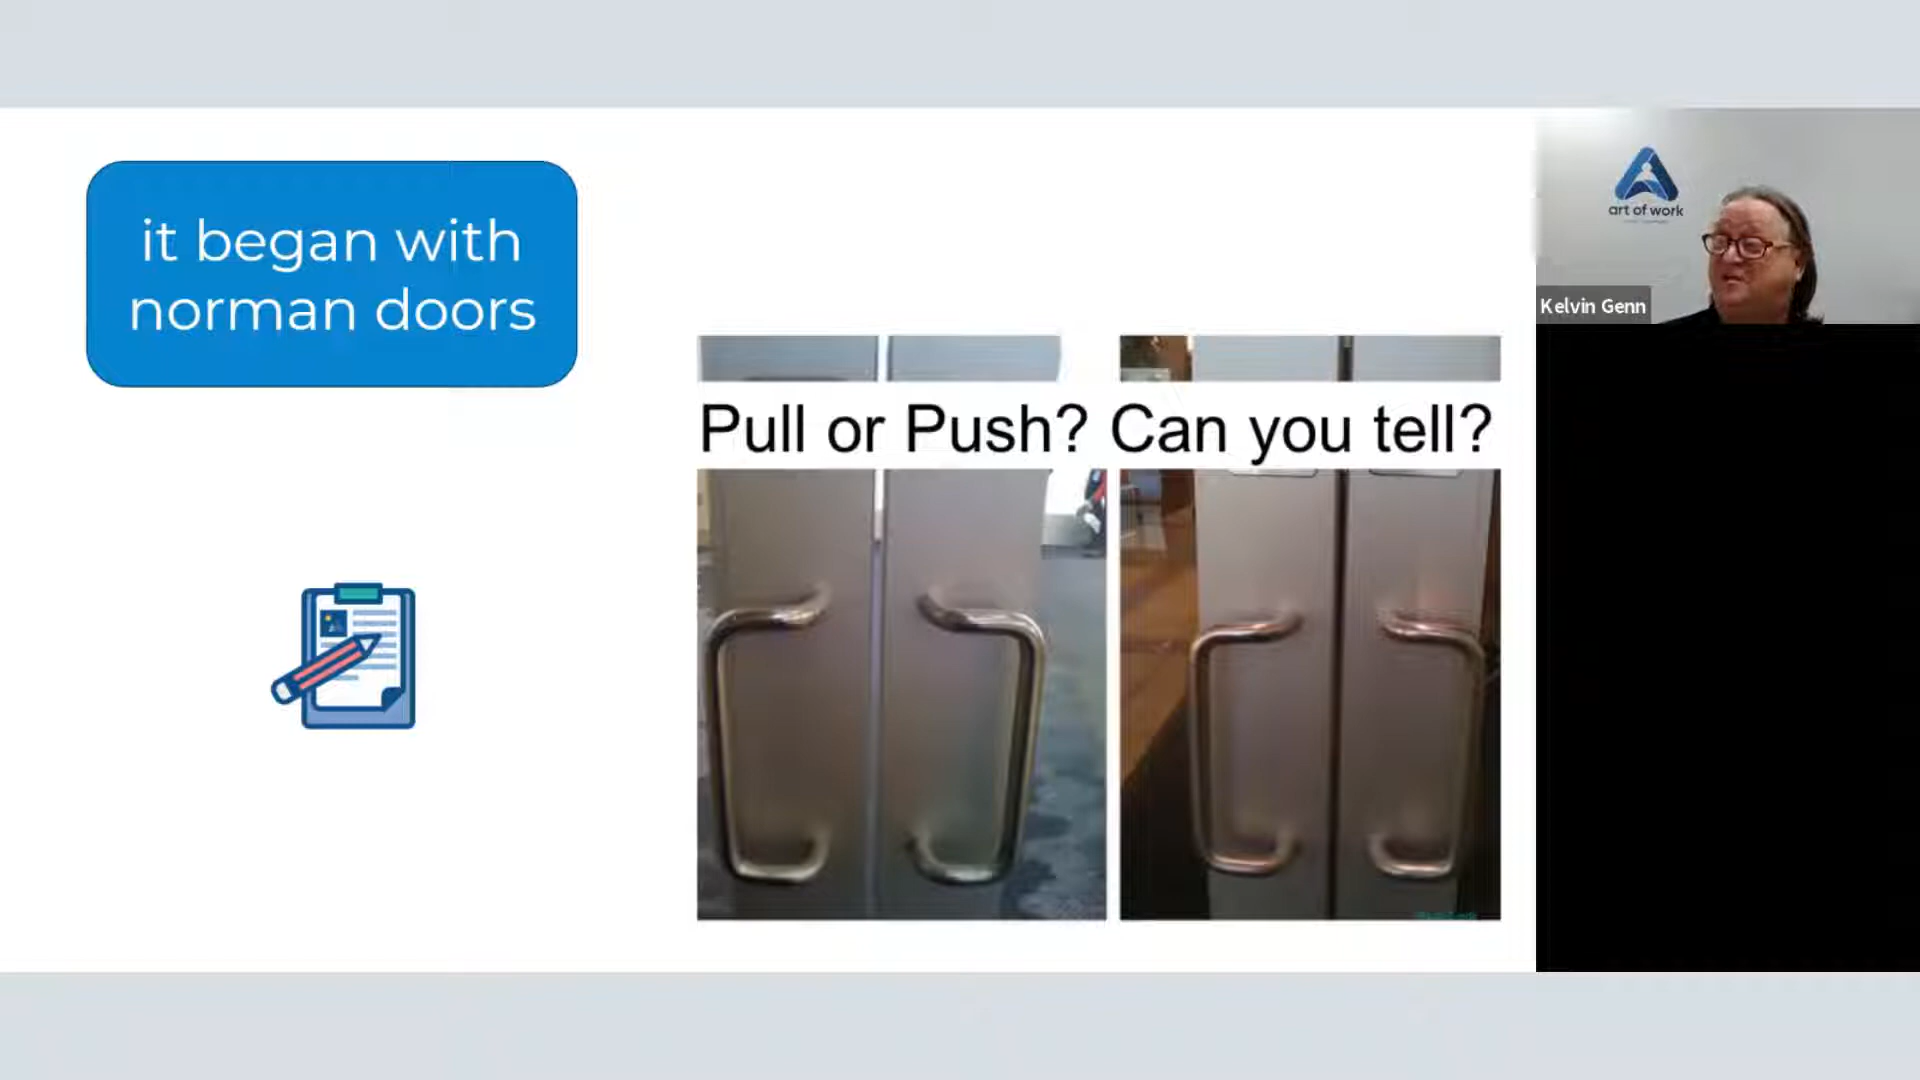 it began with
norman doors
Pull or Push? Can you tell?
art of work
Kelvin Genn